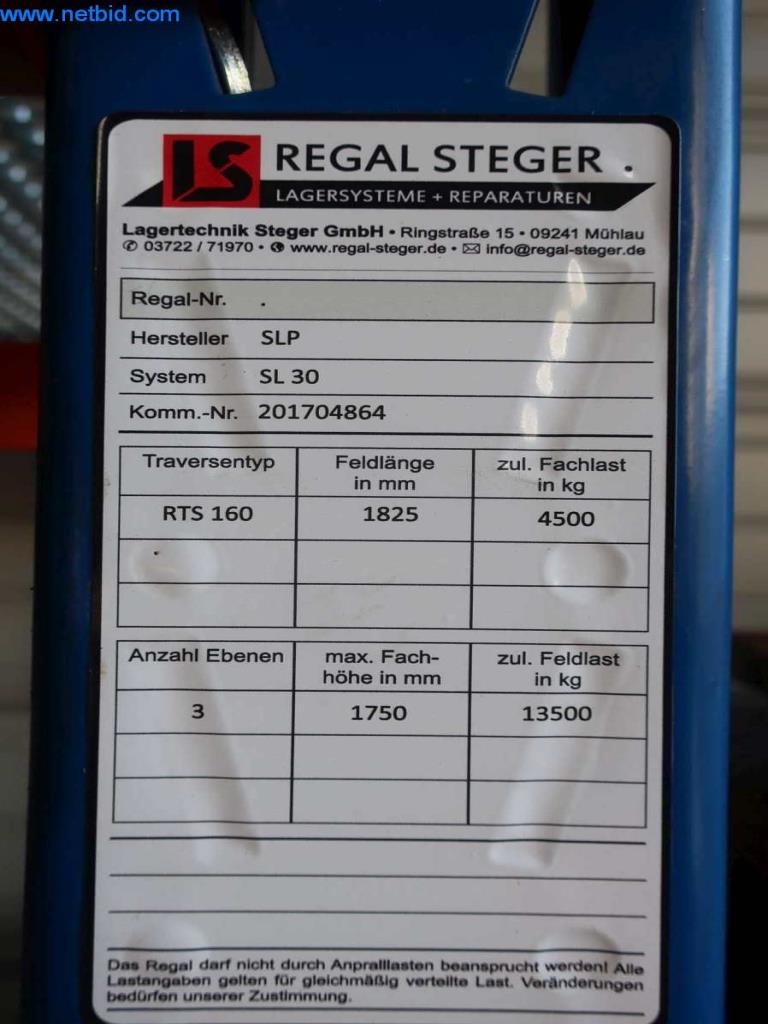 www.netbid.com
LS REGAL STEGER .
LAGERSYSTEME + REPARATUREN
Lagertechnik Steger GmbH • Ringstraße 15 • 09241 Mühlau
✆ 03722 / 71970 • www.regal-steger.de • ✉ info@regal-steger.de
Regal-Nr. .
Hersteller SLP
System SL 30
Komm.-Nr. 201704864
Traversentyp Feldlänge in mm zul. Fachlast in kg
RTS 160 1825 4500
Anzahl Ebenen max. Fach-höhe in mm zul. Feldlast in kg
3 1750 13500
Das Regal darf nicht durch Anpralllasten beansprucht werden! Alle
Lastangaben gelten für gleichmäßig verteilte Last. Veränderungen
bedürfen unserer Zustimmung.